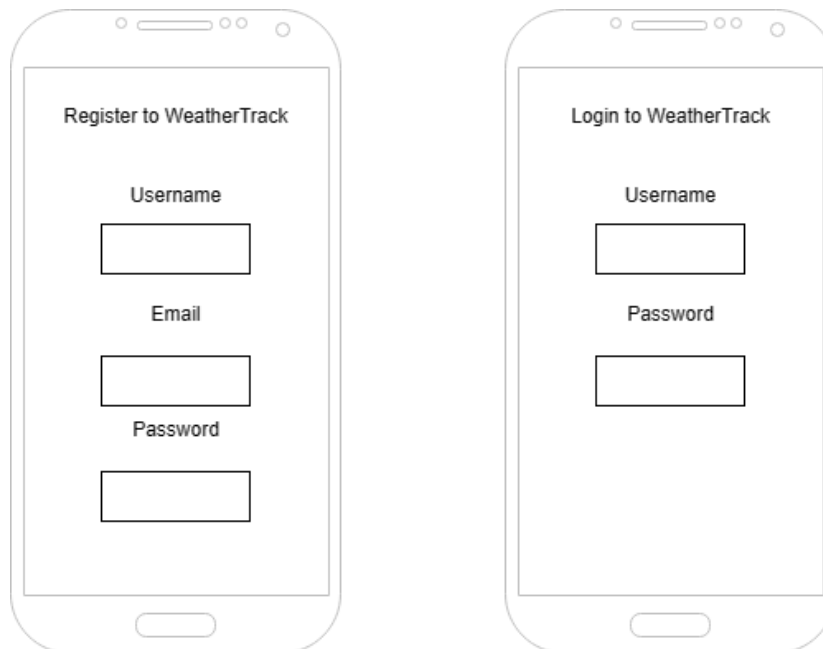 Register to WeatherTrack
Username
Email
Password
Login to WeatherTrack
Username
Password